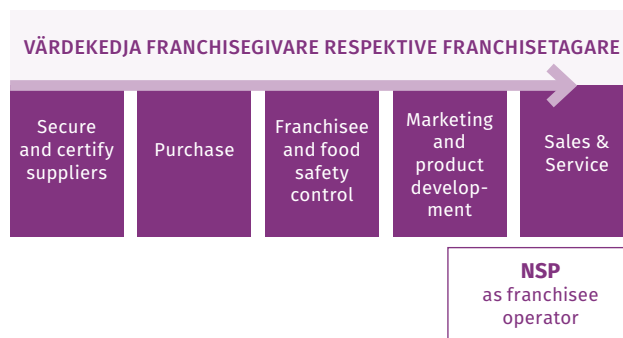 VÄRDEKEDJA FRANCHISEGIVARE RESPEKTIVE FRANCHISETAGARE
Secure
and certify
suppliers
Purchase
Franchisee
and food
safety
control
Marketing
and
product
develop-
ment
Sales &
Service
NSP
as franchisee
operator